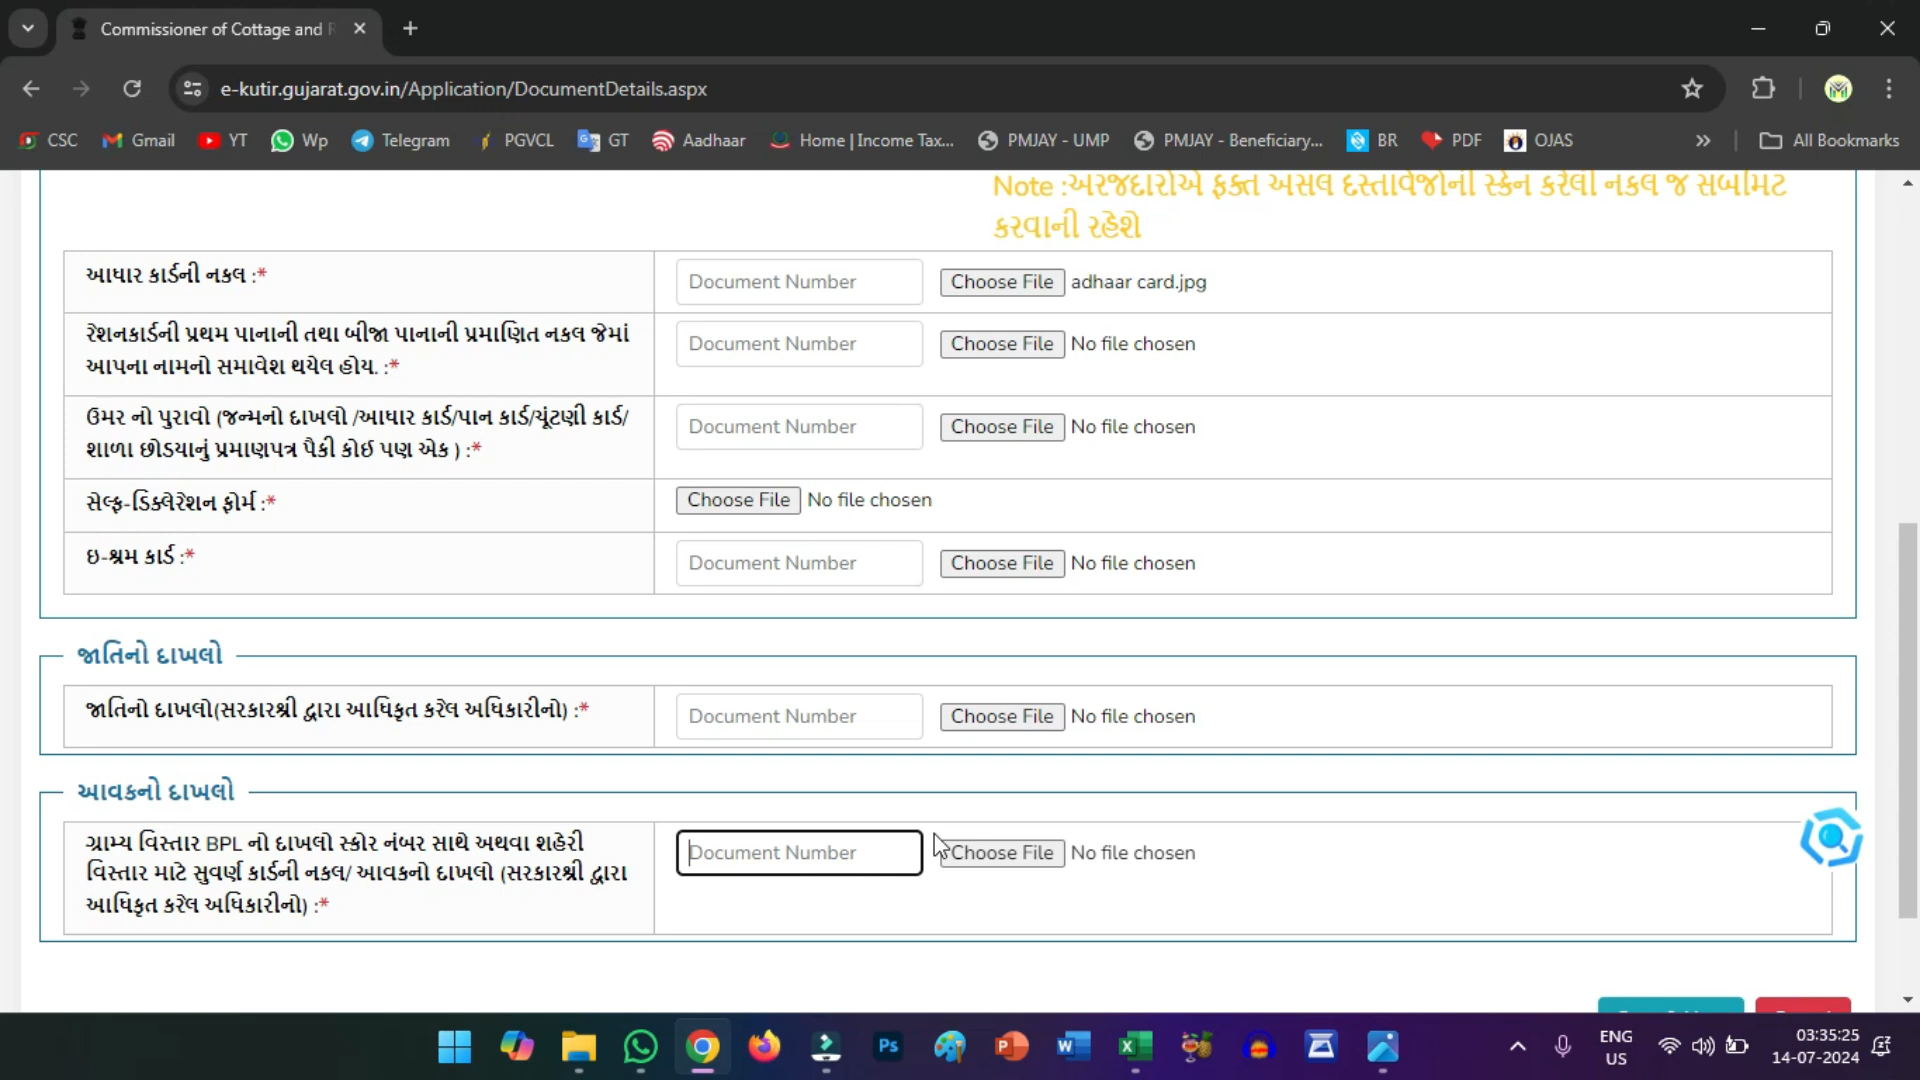 Commissioner of Cottage and R
e-kutir.gujarat.gov.in/Application/DocumentDetails.aspx
CSC Gmail YT Wp Telegram PGVCL GT Aadhaar Home | Income Tax... PMJAY - UMP PMJAY - Beneficiary... BR PDF OJAS » All Bookmarks
Note :અરજદારોએ ફક્ત અસલ દસ્તાવેજોની સ્કેન કરેલી નકલ જ સબમિટ
કરવાની રહેશે
આધાર કાર્ડની નકલ :* Document Number Choose File adhaar card.jpg
રેશનકાર્ડની પ્રથમ પાનાની તથા બીજા પાનાની પ્રમાણિત નકલ જેમાં
આપના નામનો સમાવેશ થયેલ હોય. :* Document Number Choose File No file chosen
ઉમર નો પુરાવો (જન્મનો દાખલો /આધાર કાર્ડ/પાન કાર્ડ/ચૂંટણી કાર્ડ/
શાળા છોડયાનું પ્રમાણપત્ર પૈકી કોઈ પણ એક ) :* Document Number Choose File No file chosen
સેલ્ફ-ડિક્લેરેશન ફોર્મ :* Choose File No file chosen
ઇ-શ્રમ કાર્ડ :* Document Number Choose File No file chosen
જાતિનો દાખલો
જાતિનો દાખલો(સરકારશ્રી દ્વારા આધિકૃત કરેલ અધિકારીનો) :* Document Number Choose File No file chosen
આવકનો દાખલો
ગ્રામ્ય વિસ્તાર BPL નો દાખલો સ્કોર નંબર સાથે અથવા શહેરી
વિસ્તાર માટે સુવર્ણ કાર્ડની નકલ/ આવકનો દાખલો (સરકારશ્રી દ્વારા
આધિકૃત કરેલ અધિકારીનો) :* Document Number Choose File No file chosen
ENG
US
03:35:25
14-07-2024